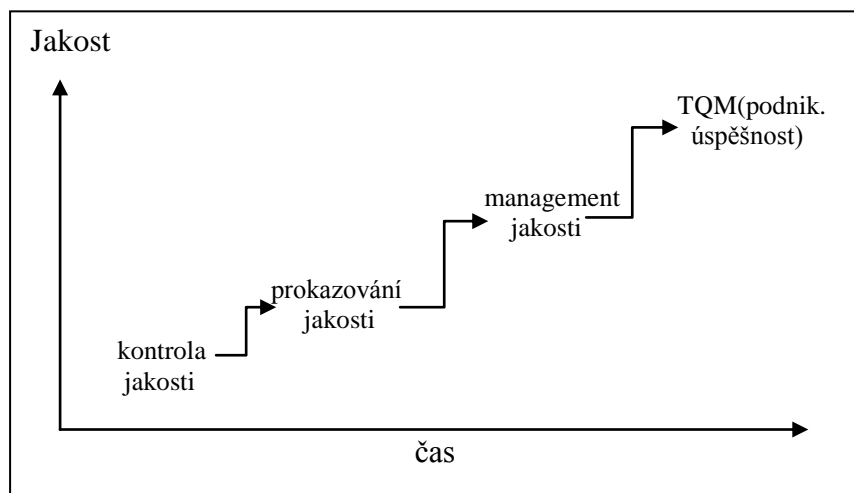 Jakost
TQM(podnik.
úspěšnost)
management
jakosti
prokazování
jakosti
kontrola
jakosti
čas